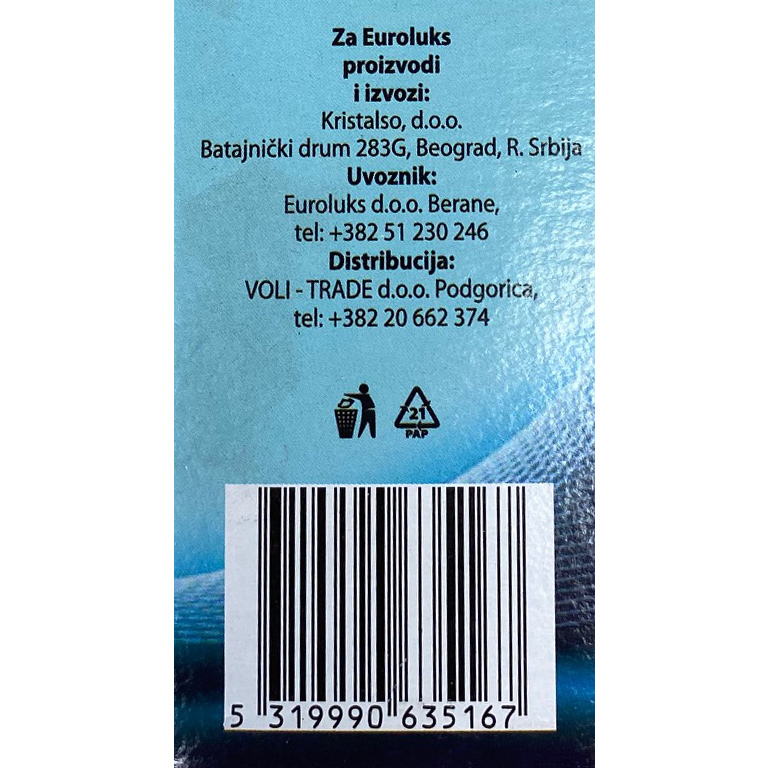 Za Euroluks
proizvodi
i izvozi:
Kristalso, d.o.o.
Batajnički drum 283G, Beograd, R. Srbija
Uvoznik:
Euroluks d.o.o. Berane,
tel: +382 51 230 246
Distribucija:
VOLI - TRADE d.o.o. Podgorica,
tel: +382 20 662 374
21
PAP
5 319990 635167